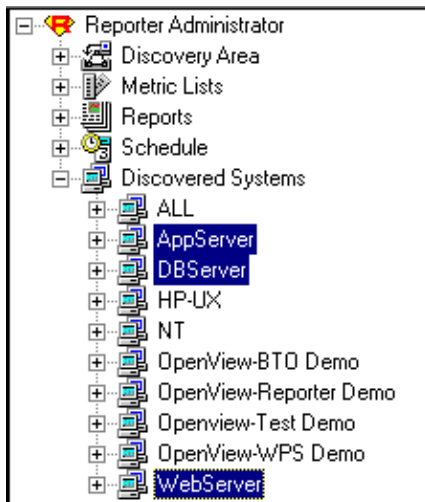 Reporter Administrator
Discovery Area
Metric Lists
Reports
Schedule
Discovered Systems
ALL
AppServer
DBServer
HP-UX
NT
OpenView-BTO Demo
OpenView-Reporter Demo
Openview-Test Demo
OpenView-WPS Demo
WebServer